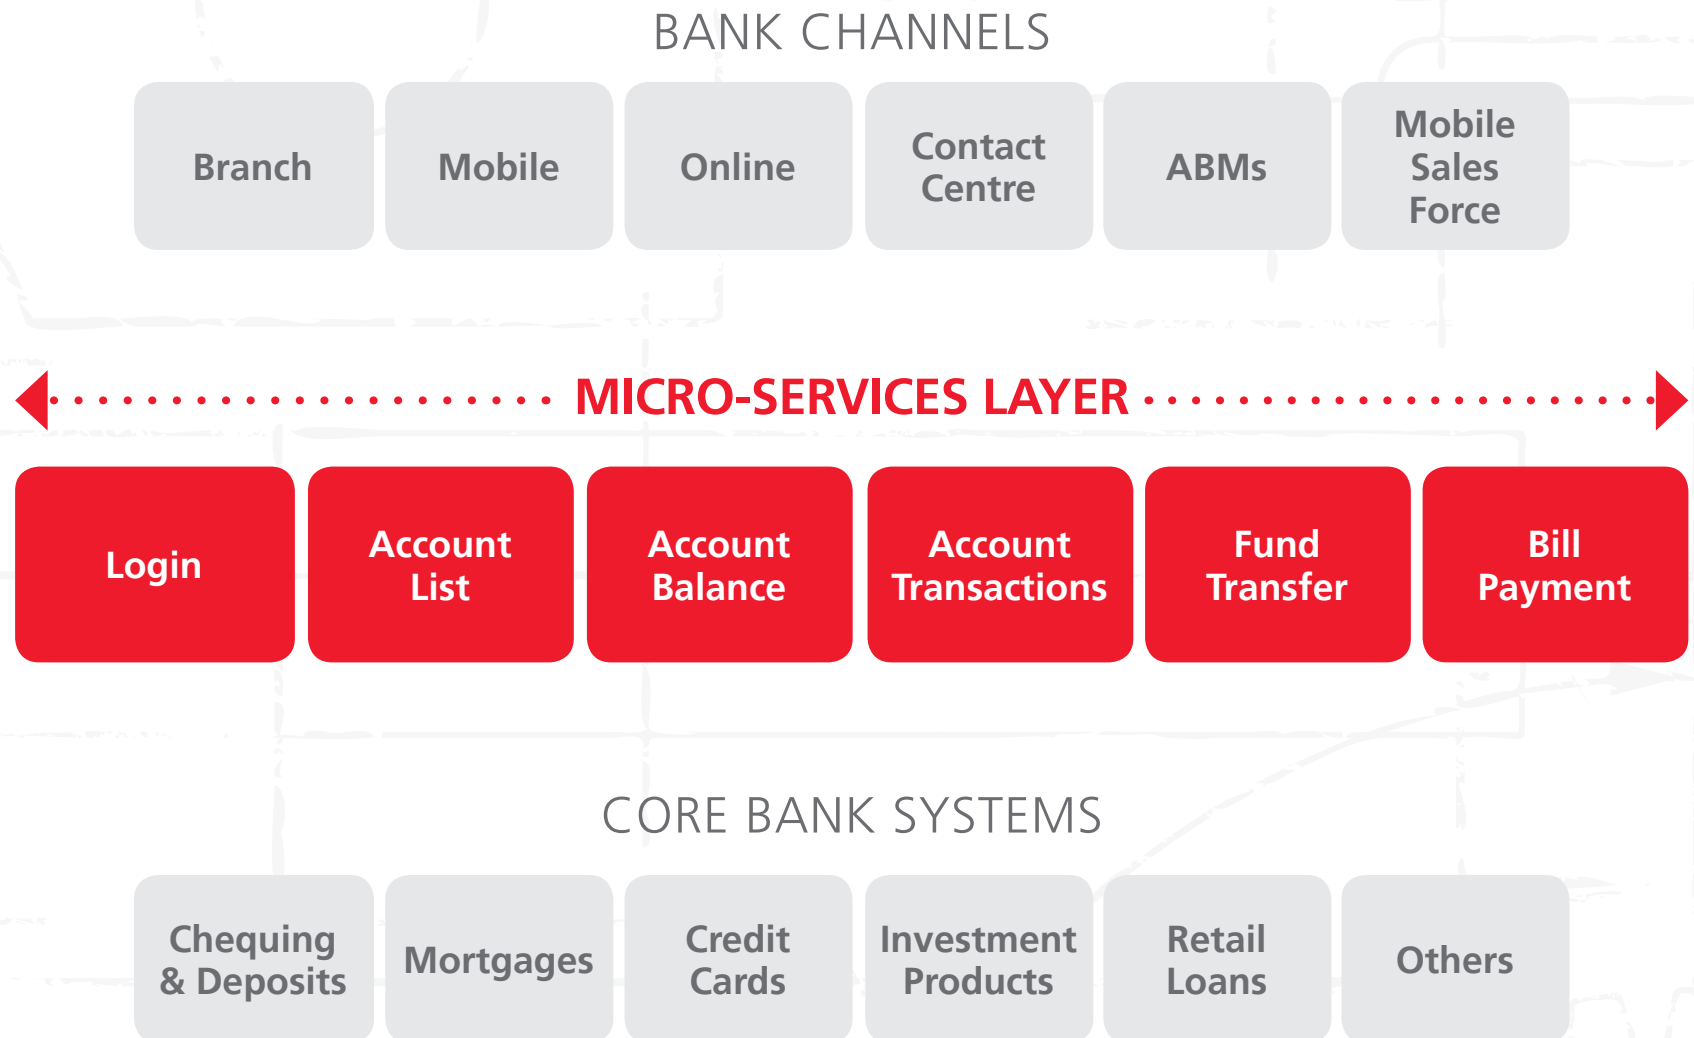 BANK CHANNELS
Branch
Mobile
Online
Contact
Centre
ABMs
Mobile
Sales
Force
MICRO-SERVICES LAYER
Login
Account
List
Account
Balance
Account
Transactions
Fund
Transfer
Bill
Payment
CORE BANK SYSTEMS
Chequing
& Deposits
Mortgages
Credit
Cards
Investment
Products
Retail
Loans
Others